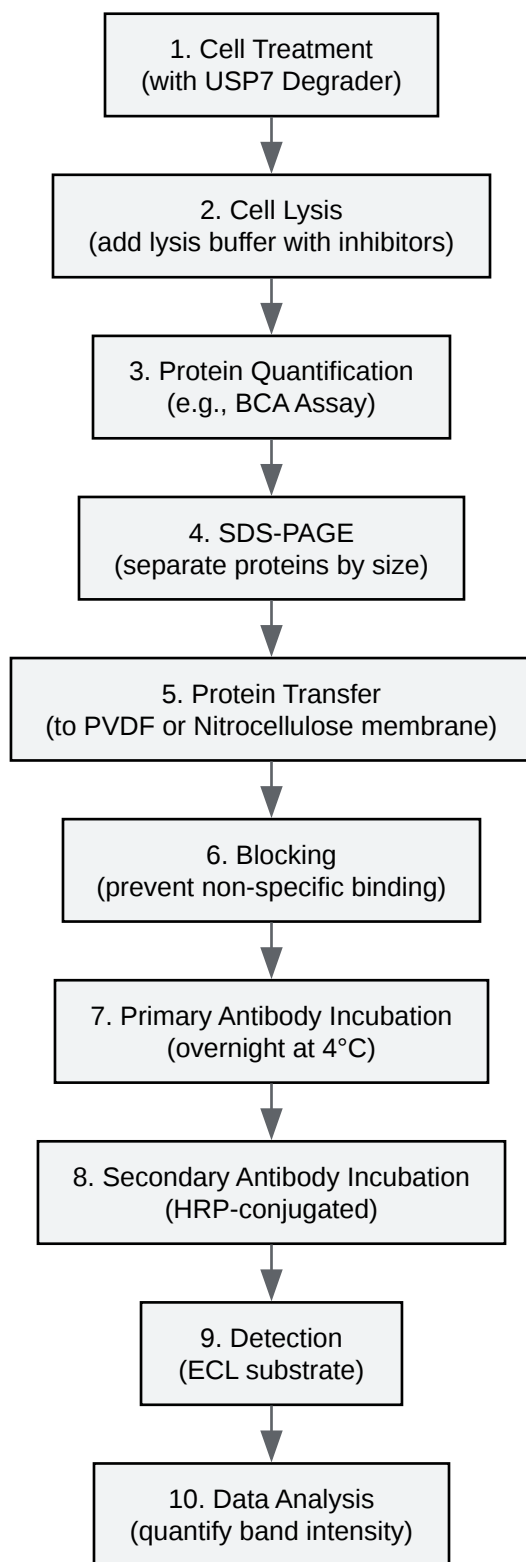 1. Cell Treatment
(with USP7 Degrader)
2. Cell Lysis
(add lysis buffer with inhibitors)
3. Protein Quantification
(e.g., BCA Assay)
4. SDS-PAGE
(separate proteins by size)
5. Protein Transfer
(to PVDF or Nitrocellulose membrane)
6. Blocking
(prevent non-specific binding)
7. Primary Antibody Incubation
(overnight at 4°C)
8. Secondary Antibody Incubation
(HRP-conjugated)
9. Detection
(ECL substrate)
10. Data Analysis
(quantify band intensity)